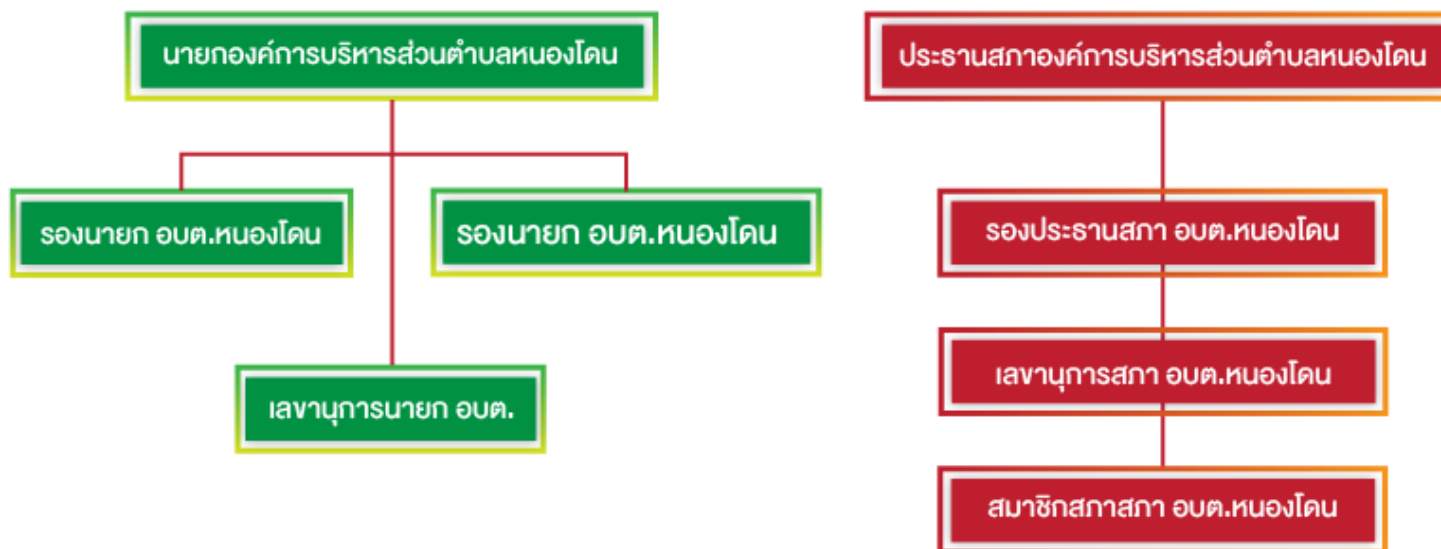 นายกองค์การบริหารส่วนตำบลหนองโดน
รองนายก อบต.หนองโดน
รองนายก อบต.หนองโดน
เลขานุการนายก อบต.
ประธานสภาองค์การบริหารส่วนตำบลหนองโดน
รองประธานสภา อบต.หนองโดน
เลขานุการสภา อบต.หนองโดน
สมาชิกสภาสภา อบต.หนองโดน